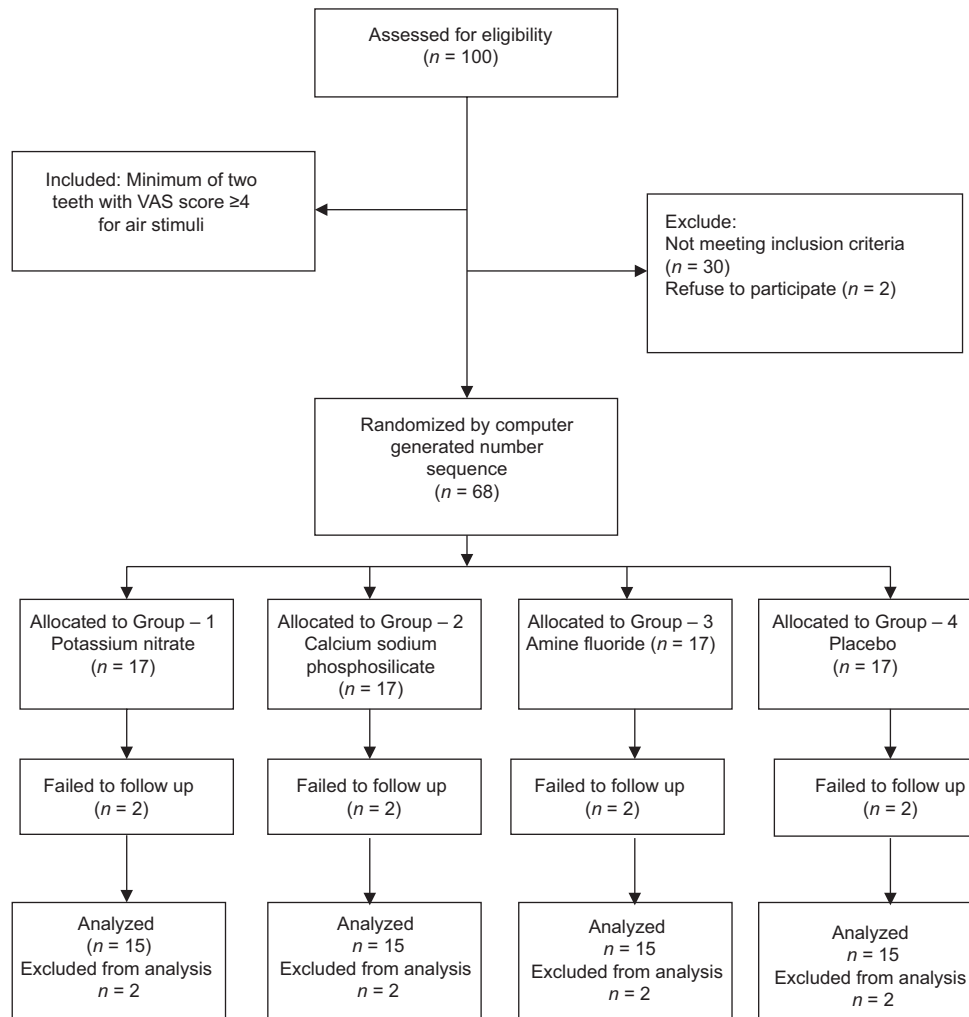 Assessed for eligibility
(n = 100)
Included: Minimum of two
teeth with VAS score ≥4
for air stimuli
Exclude:
Not meeting inclusion criteria
(n = 30)
Refuse to participate (n = 2)
Randomized by computer
generated number
sequence
(n = 68)
Allocated to Group – 1
Potassium nitrate
(n = 17)
Allocated to Group – 2
Calcium sodium
phosphosilicate
(n = 17)
Allocated to Group – 3
Amine fluoride (n = 17)
Allocated to Group – 4
Placebo
(n = 17)
Failed to follow up
(n = 2)
Failed to follow up
(n = 2)
Failed to follow up
(n = 2)
Failed to follow up
(n = 2)
Analyzed
(n = 15)
Excluded from analysis
n = 2
Analyzed
n = 15
Excluded from analysis
n = 2
Analyzed
n = 15
Excluded from analysis
n = 2
Analyzed
n = 15
Excluded from analysis
n = 2